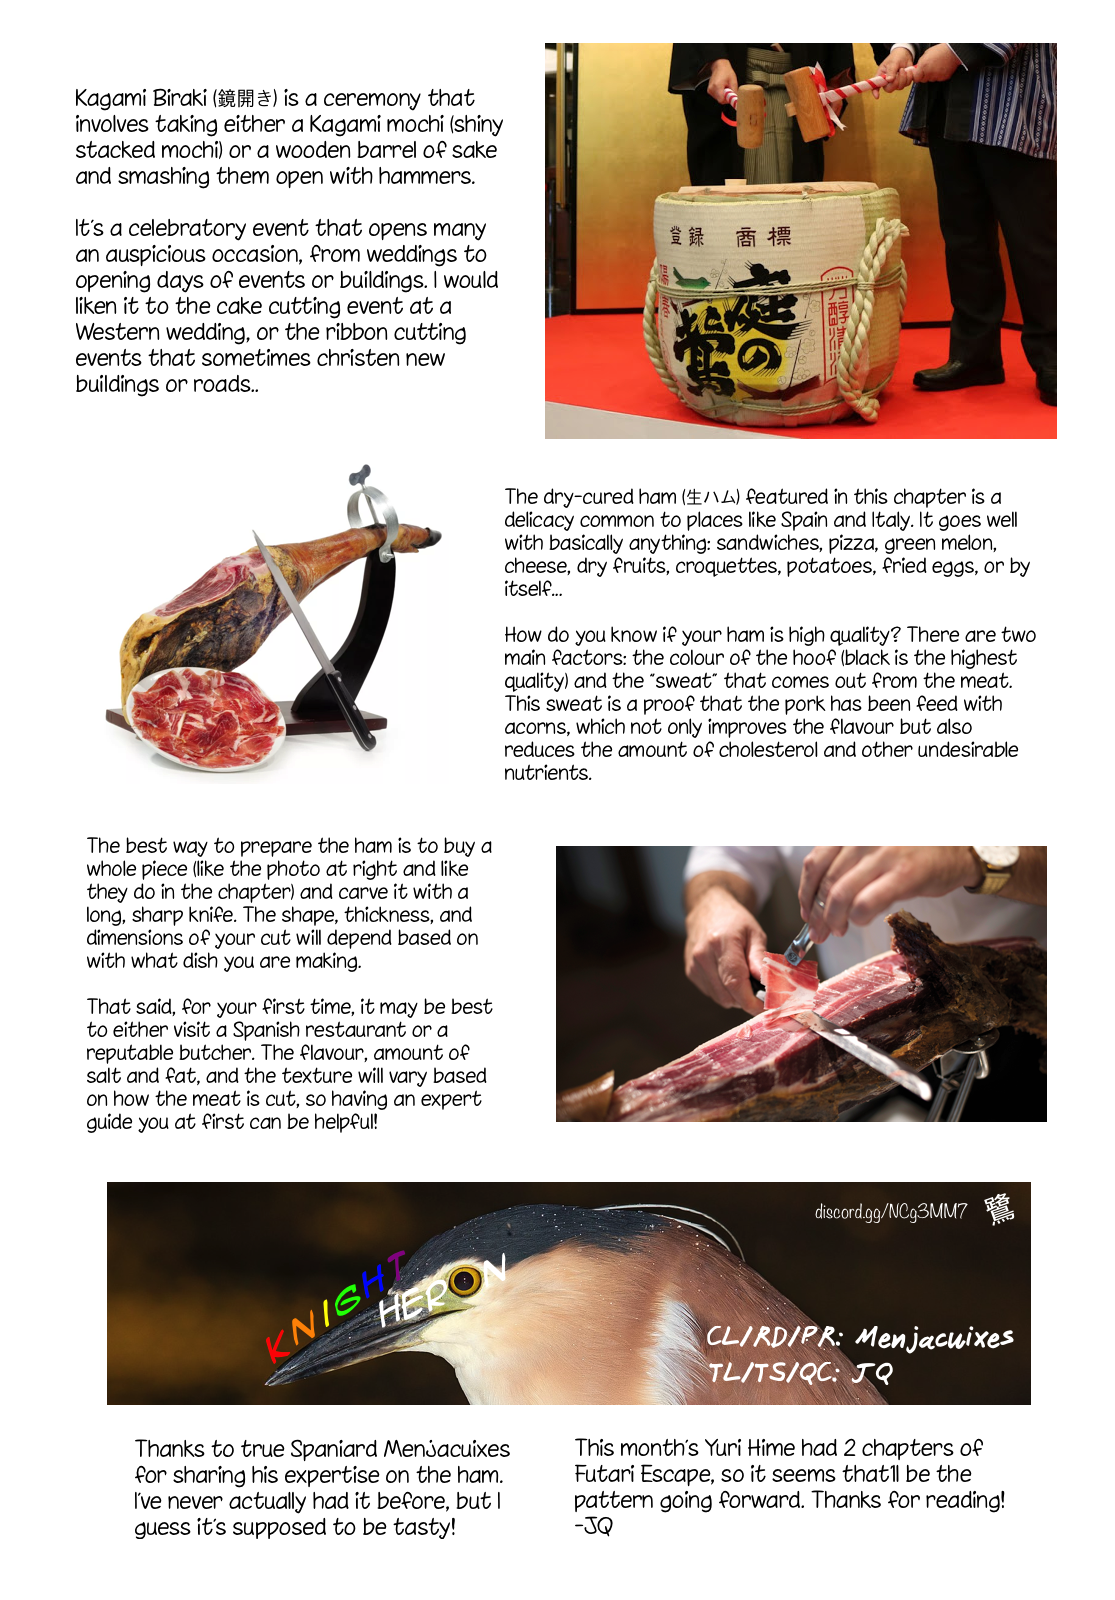 Kagami Biraki (鏡開き) is a ceremony that
involves taking either a Kagami mochi (shiny
stacked mochi) or a wooden barrel of sake
and smashing them open with hammers.
It's a celebratory event that opens many
an auspicious occasion, from weddings to
opening days of events or buildings. I would
liken it to the cake cutting event at a
Western wedding, or the ribbon cutting
events that sometimes christen new
buildings or roads..
登録 商標
庭の鶯
The dry-cured ham (生ハム) featured in this chapter is a
delicacy common to places like Spain and Italy. It goes well
with basically anything: sandwiches, pizza, green melon,
cheese, dry fruits, croquettes, potatoes, fried eggs, or by
itself...
How do you know if your ham is high quality? There are two
main factors: the colour of the hoof (black is the highest
quality) and the "sweat" that comes out from the meat.
This sweat is a proof that the pork has been feed with
acorns, which not only improves the flavour but also
reduces the amount of cholesterol and other undesirable
nutrients.
The best way to prepare the ham is to buy a
whole piece (like the photo at right and like
they do in the chapter) and carve it with a
long, sharp knife. The shape, thickness, and
dimensions of your cut will depend based on
with what dish you are making.
That said, for your first time, it may be best
to either visit a Spanish restaurant or a
reputable butcher. The flavour, amount of
salt and fat, and the texture will vary based
on how the meat is cut, so having an expert
guide you at first can be helpful!
discord.gg/NCg3MM7 鷺
KNIGHT
HERON
CL/RD/PR: Menjacuixes
TL/TS/QC: JQ
Thanks to true Spaniard Menjacuixes
for sharing his expertise on the ham.
I've never actually had it before, but I
guess it's supposed to be tasty!
This month's Yuri Hime had 2 chapters of
Futari Escape, so it seems that'll be the
pattern going forward. Thanks for reading!
-JQ